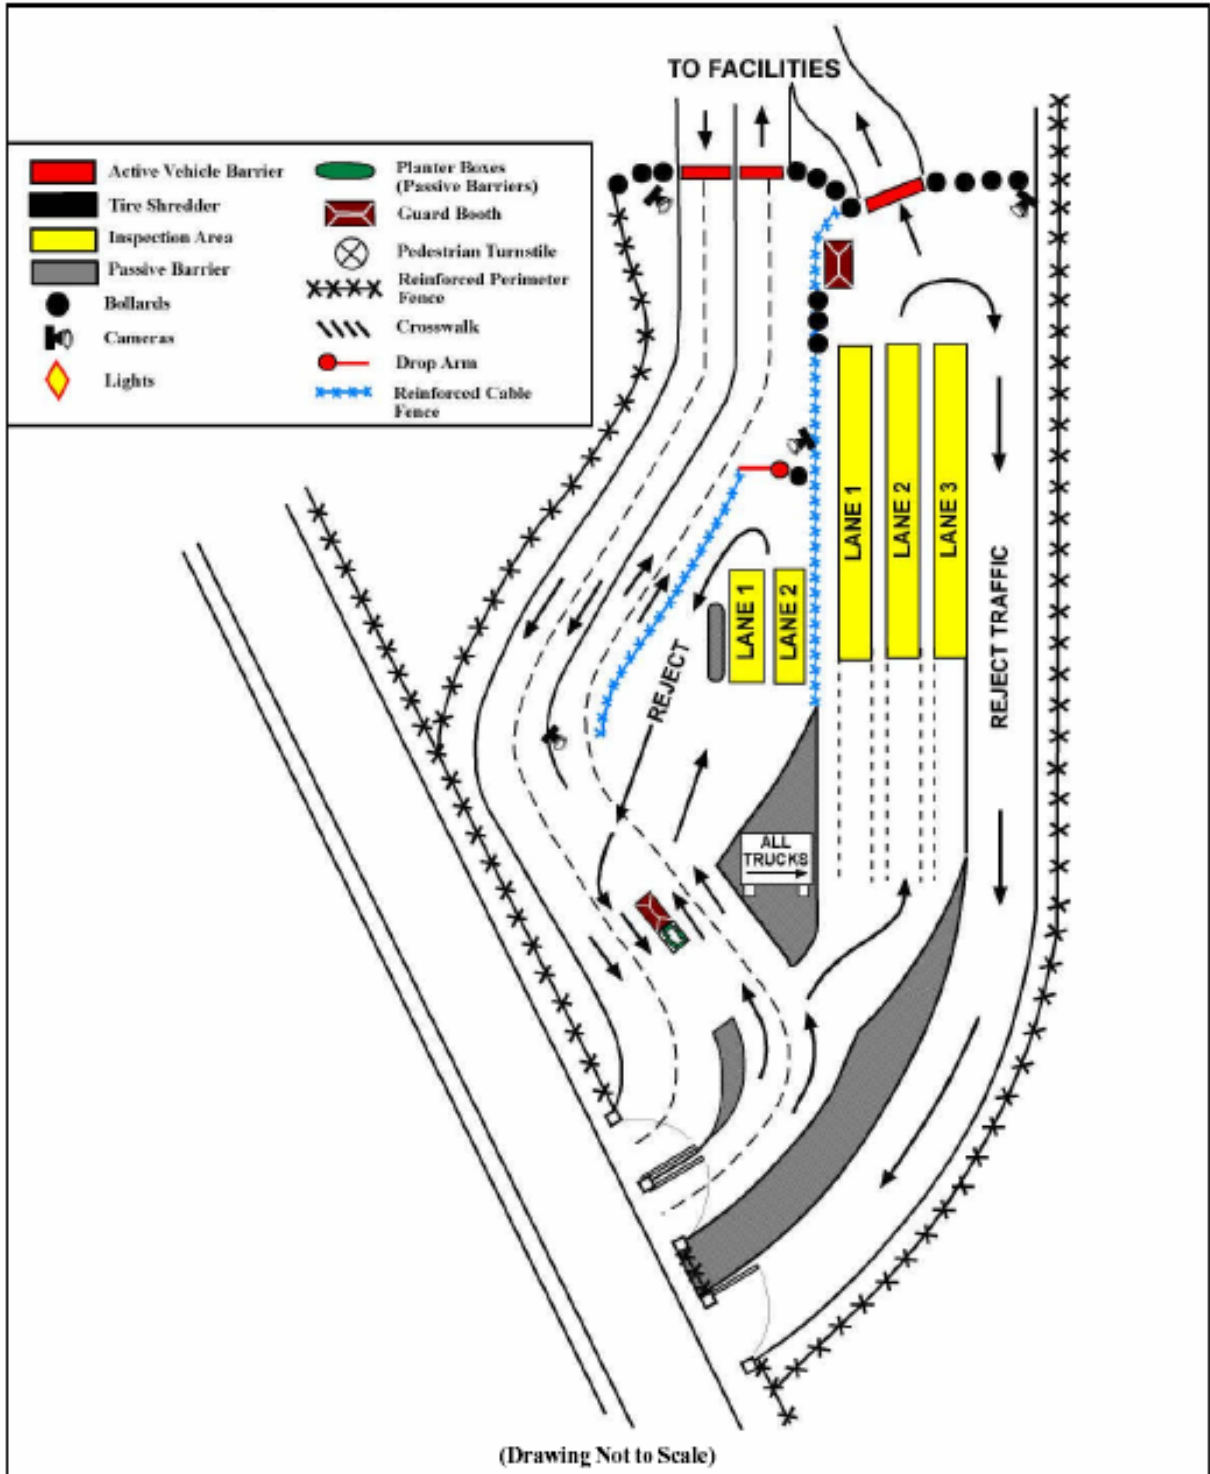 TO FACILITIES
Active Vehicle Barrier
Tire Shredder
Inspection Area
Passive Barrier
Bollards
Cameras
Lights
Planter Boxes
(Passive Barriers)
Guard Booth
Pedestrian Turnstile
Reinforced Perimeter
Fence
Crosswalk
Drop Arm
Reinforced Cable
Fence
LANE 1
LANE 2
LANE 3
LANE 1
LANE 2
REJECT
REJECT TRAFFIC
ALL
TRUCKS
(Drawing Not to Scale)